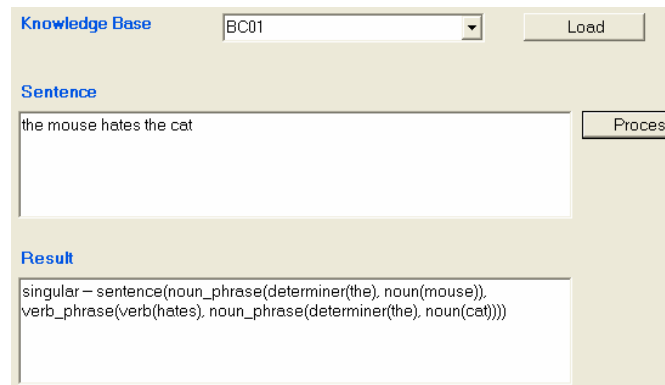 Knowledge Base BC01 Load
Sentence
the mouse hates the cat
Proces
Result
singular – sentence(noun_phrase(determiner(the), noun(mouse)),
verb_phrase(verb(hates), noun_phrase(determiner(the), noun(cat))))